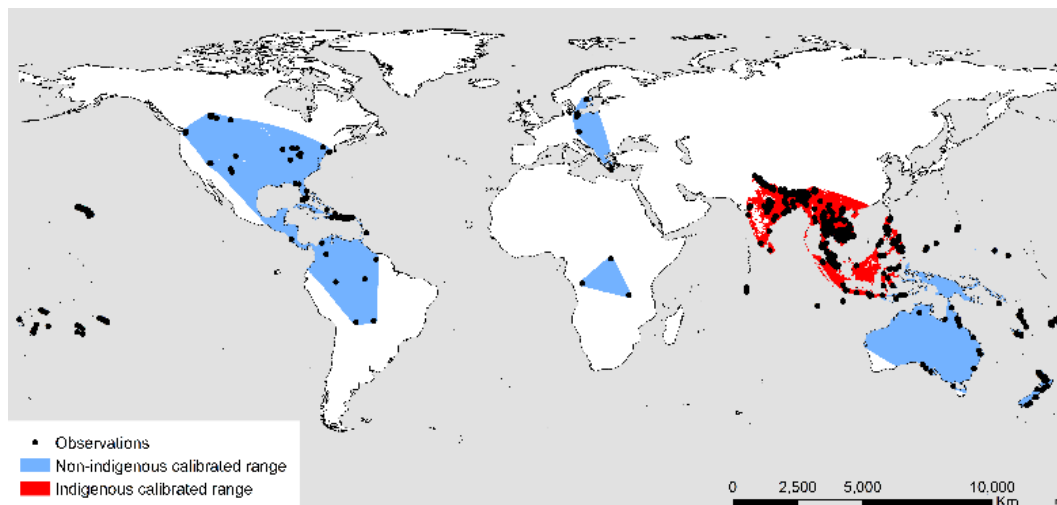 Observations
Non-indigenous calibrated range
Indigenous calibrated range
0 2,500 5,000 10,000
Km